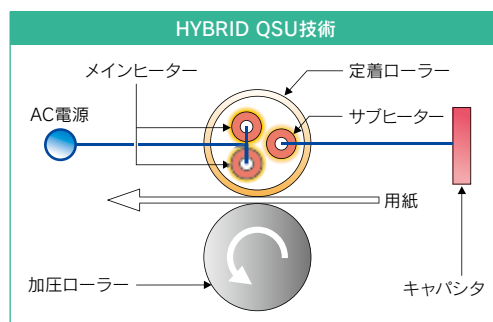 HYBRID QSU技術
メインヒーター
定着ローラー
AC電源
サブヒーター
用紙
加圧ローラー
キャパシタ